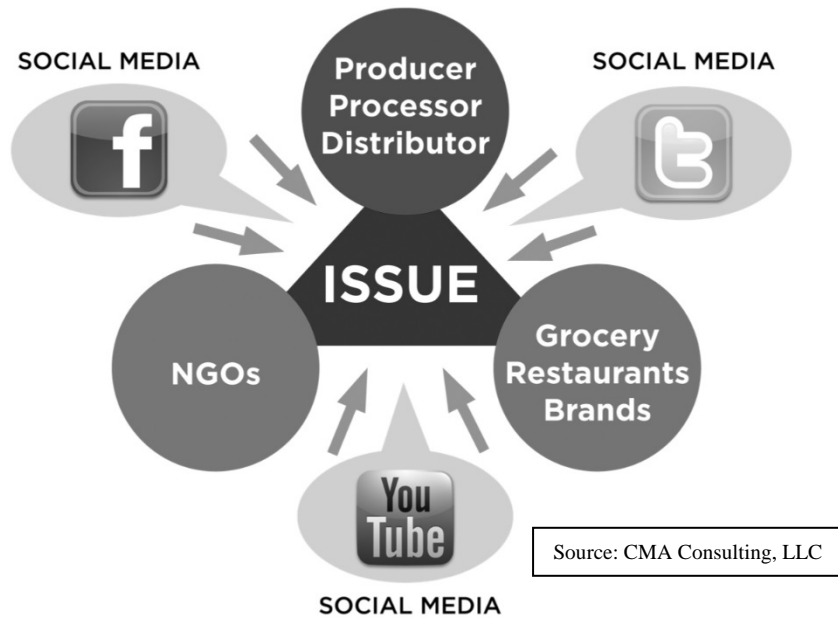 SOCIAL MEDIA
f
Producer
Processor
Distributor
SOCIAL MEDIA
t
ISSUE
NGOs
Grocery
Restaurants
Brands
You
Tube
SOCIAL MEDIA
Source: CMA Consulting, LLC